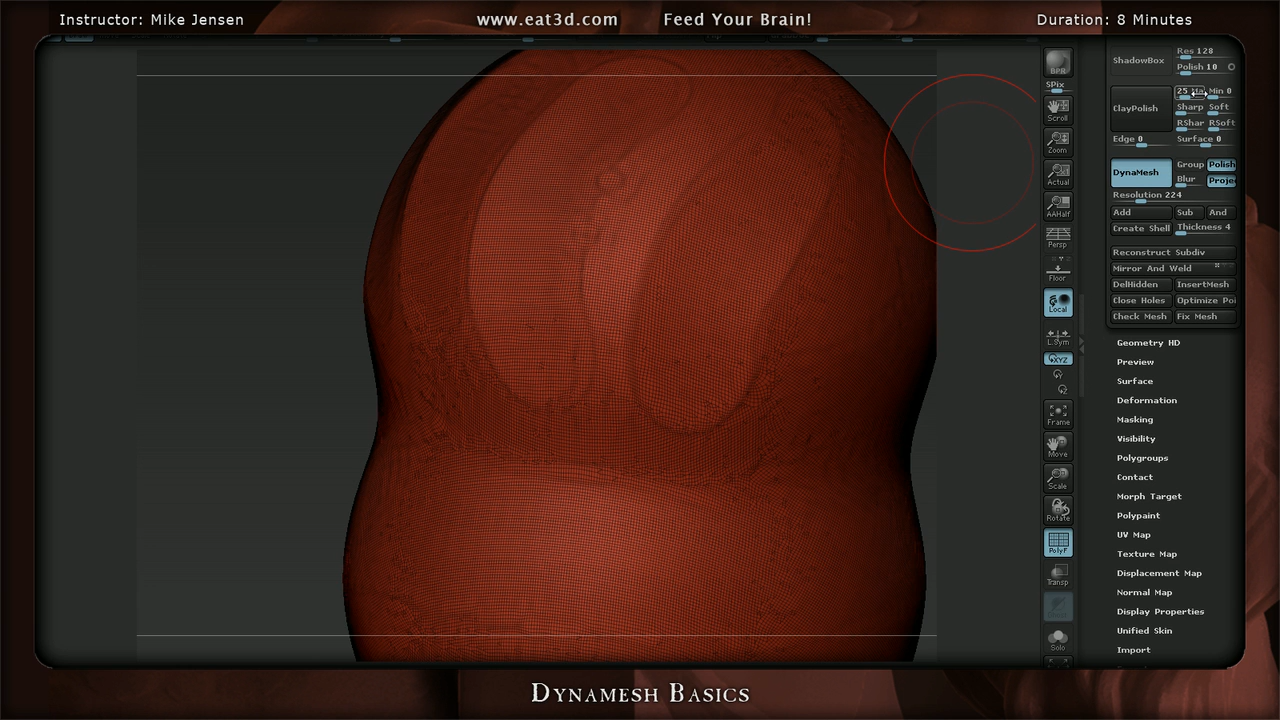 Instructor: Mike Jensen
www.eat3d.com
Feed Your Brain!
Duration: 8 Minutes
BPR
SPix
Scroll
Zoom
Actual
AAHalf
Persp
Floor
Local
L.Sym
XYZ
Frame
Move
Scale
Rotate
PolyF
Transp
Solo
ShadowBox
Res 128
Polish 10
ClayPolish
25
Min 0
Sharp
Soft
RShar
RSoft
Edge 0
Surface 0
DynaMesh
Group
Polish
Blur
Proje
Resolution 224
Add
Sub
And
Create Shell
Thickness 4
Reconstruct Subdiv
Mirror And Weld
DelHidden
InsertMesh
Close Holes
Optimize Poi
Check Mesh
Fix Mesh
Geometry HD
Preview
Surface
Deformation
Masking
Visibility
Polygroups
Contact
Morph Target
Polypaint
UV Map
Texture Map
Displacement Map
Normal Map
Display Properties
Unified Skin
Import
Dynamesh Basics